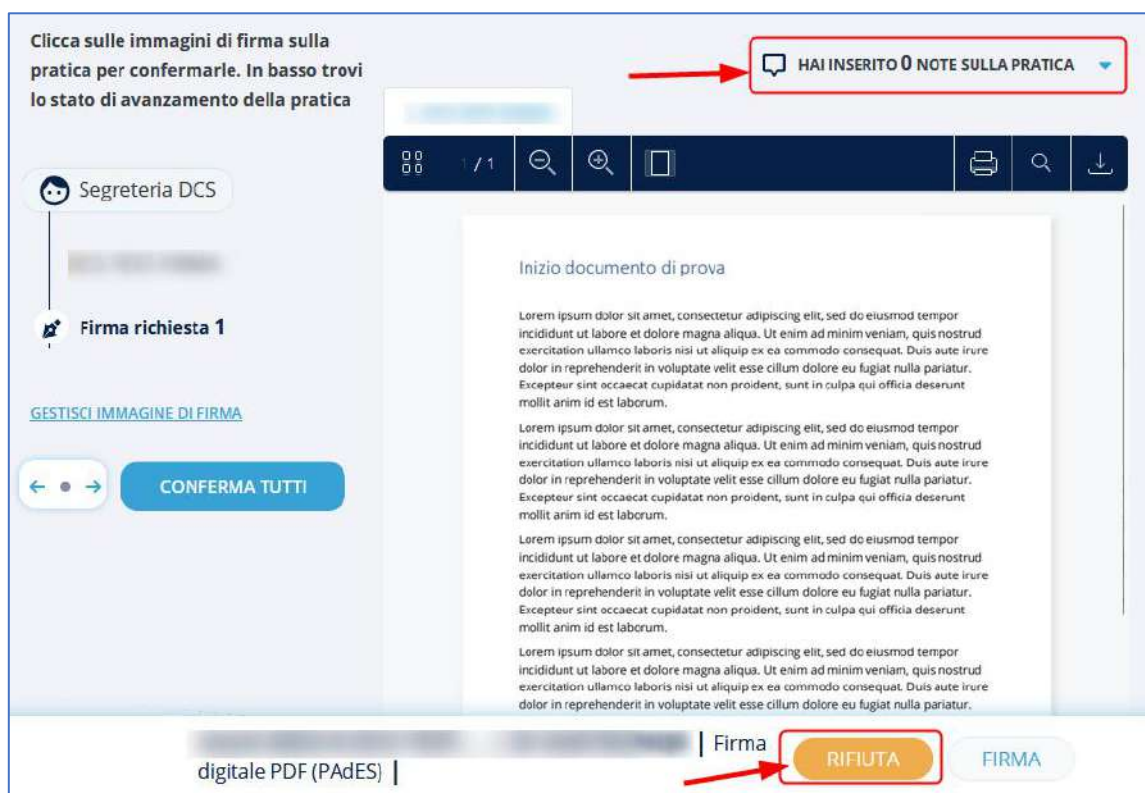 Clicca sulle immagini di firma sulla
pratica per confermarle. In basso trovi
lo stato di avanzamento della pratica
HAI INSERITO 0 NOTE SULLA PRATICA
1 / 1
Segreteria DCS
Firma richiesta 1
GESTISCI IMMAGINE DI FIRMA
CONFERMA TUTTI
Inizio documento di prova
Lorem ipsum dolor sit amet, consectetur adipiscing elit, sed do eiusmod tempor
incididunt ut labore et dolore magna aliqua. Ut enim ad minim veniam, quis nostrud
exercitation ullamco laboris nisi ut aliquip ex ea commodo consequat. Duis aute irure
dolor in reprehenderit in voluptate velit esse cillum dolore eu fugiat nulla pariatur.
Excepteur sint occaecat cupidatat non proident, sunt in culpa qui officia deserunt
mollit anim id est laborum.
Lorem ipsum dolor sit amet, consectetur adipiscing elit, sed do eiusmod tempor
incididunt ut labore et dolore magna aliqua. Ut enim ad minim veniam, quis nostrud
exercitation ullamco laboris nisi ut aliquip ex ea commodo consequat. Duis aute irure
dolor in reprehenderit in voluptate velit esse cillum dolore eu fugiat nulla pariatur.
Excepteur sint occaecat cupidatat non proident, sunt in culpa qui officia deserunt
mollit anim id est laborum.
Lorem ipsum dolor sit amet, consectetur adipiscing elit, sed do eiusmod tempor
incididunt ut labore et dolore magna aliqua. Ut enim ad minim veniam, quis nostrud
exercitation ullamco laboris nisi ut aliquip ex ea commodo consequat. Duis aute irure
dolor in reprehenderit in voluptate velit esse cillum dolore eu fugiat nulla pariatur.
Excepteur sint occaecat cupidatat non proident, sunt in culpa qui officia deserunt
mollit anim id est laborum.
Lorem ipsum dolor sit amet, consectetur adipiscing elit, sed do eiusmod tempor
incididunt ut labore et dolore magna aliqua. Ut enim ad minim veniam, quis nostrud
exercitation ullamco laboris nisi ut aliquip ex ea commodo consequat. Duis aute irure
dolor in reprehenderit in voluptate velit esse cillum dolore eu fugiat nulla pariatur.
| Firma
digitale PDF (PAdES) |
RIFIUTA
FIRMA